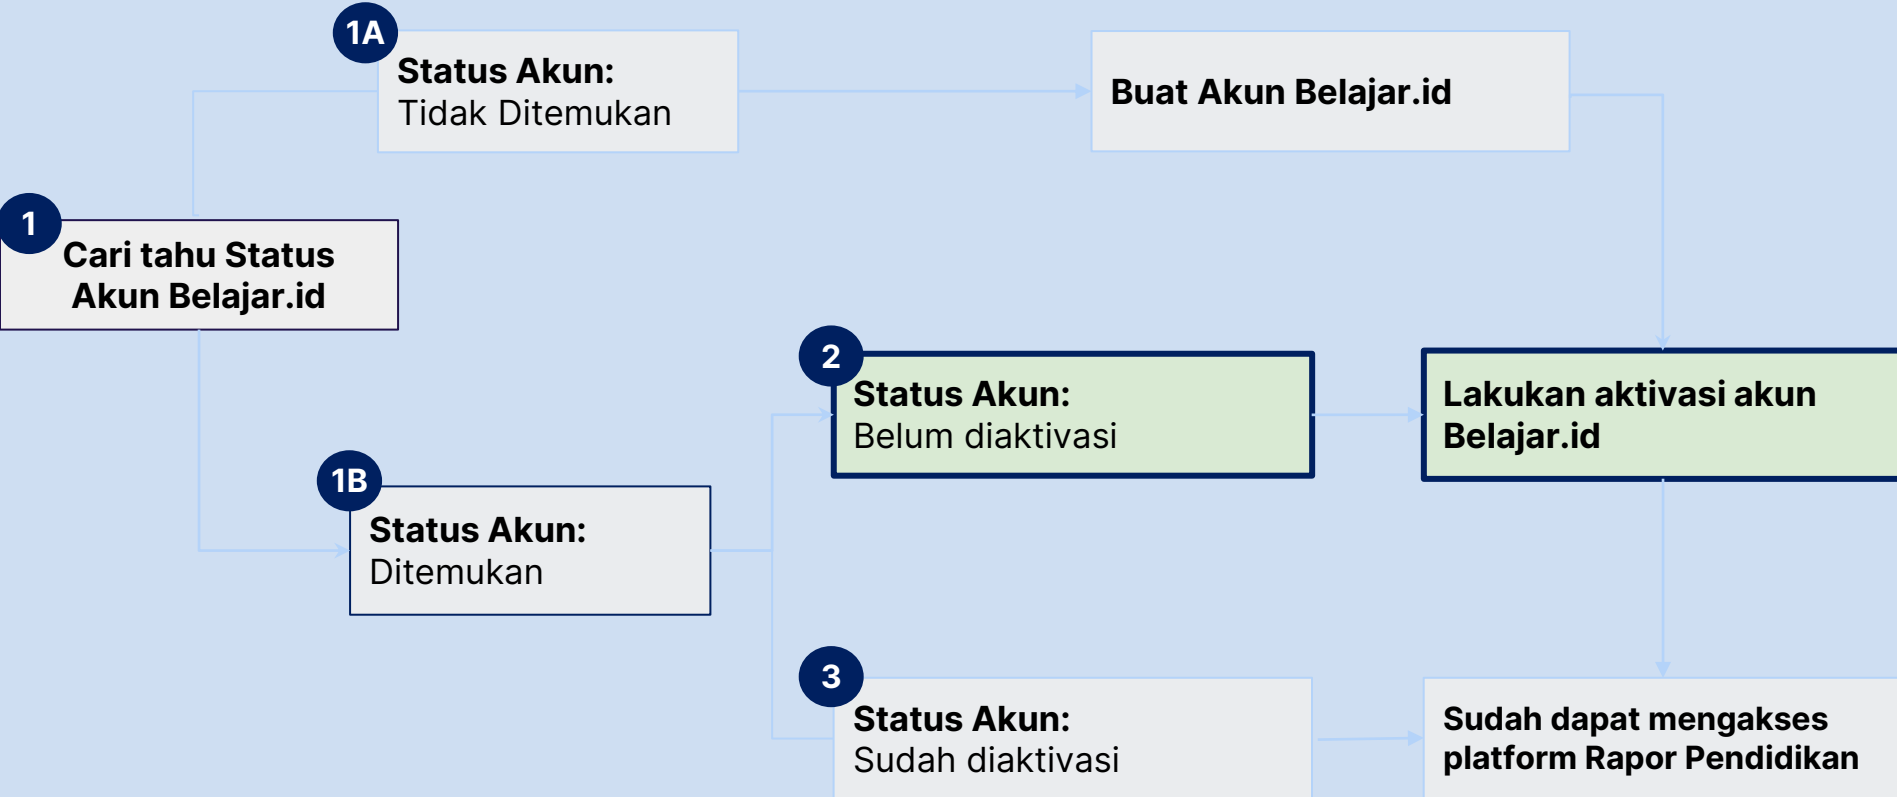 1A
Status Akun:
Tidak Ditemukan
Buat Akun Belajar.id
1
Cari tahu Status
Akun Belajar.id
2
Status Akun:
Belum diaktivasi
Lakukan aktivasi akun
Belajar.id
1B
Status Akun:
Ditemukan
3
Status Akun:
Sudah diaktivasi
Sudah dapat mengakses
platform Rapor Pendidikan